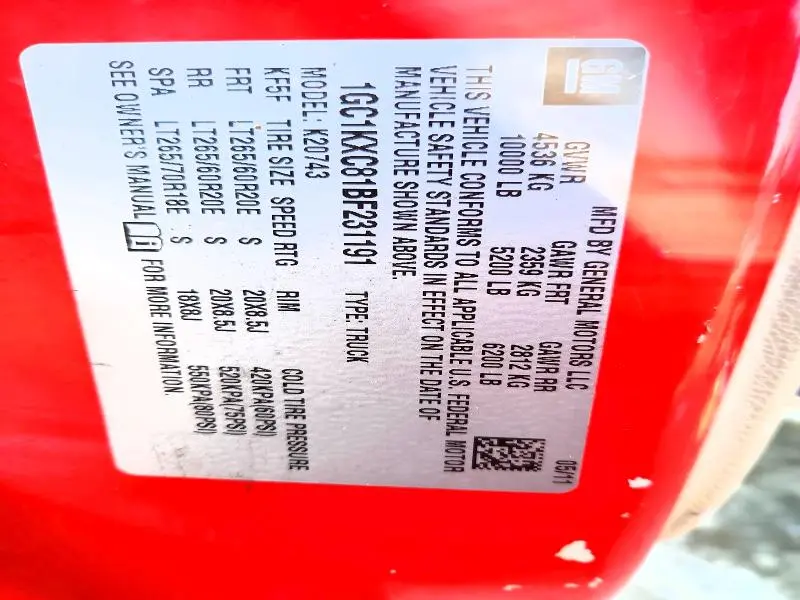 GM
MFD BY GENERAL MOTORS LLC 05/11
GVWR GAWR FRT GAWR RR
4536 KG 2359 KG 2812 KG
10000 LB 5200 LB 6200 LB
THIS VEHICLE CONFORMS TO ALL APPLICABLE U.S. FEDERAL MOTOR
VEHICLE SAFETY STANDARDS IN EFFECT ON THE DATE OF
MANUFACTURE SHOWN ABOVE.
1GC1KXC81BF231191 TYPE: TRUCK
MODEL: K20743
KF5F TIRE SIZE SPEED RTG RIM COLD TIRE PRESSURE
FRT LT265/60R20E S 20X8.5J 420KPA(60PSI)
RR LT265/60R20E S 20X8.5J 520KPA(75PSI)
SPA LT265/70R18E S 18X8J 550KPA(80PSI)
SEE OWNER'S MANUAL FOR MORE INFORMATION.